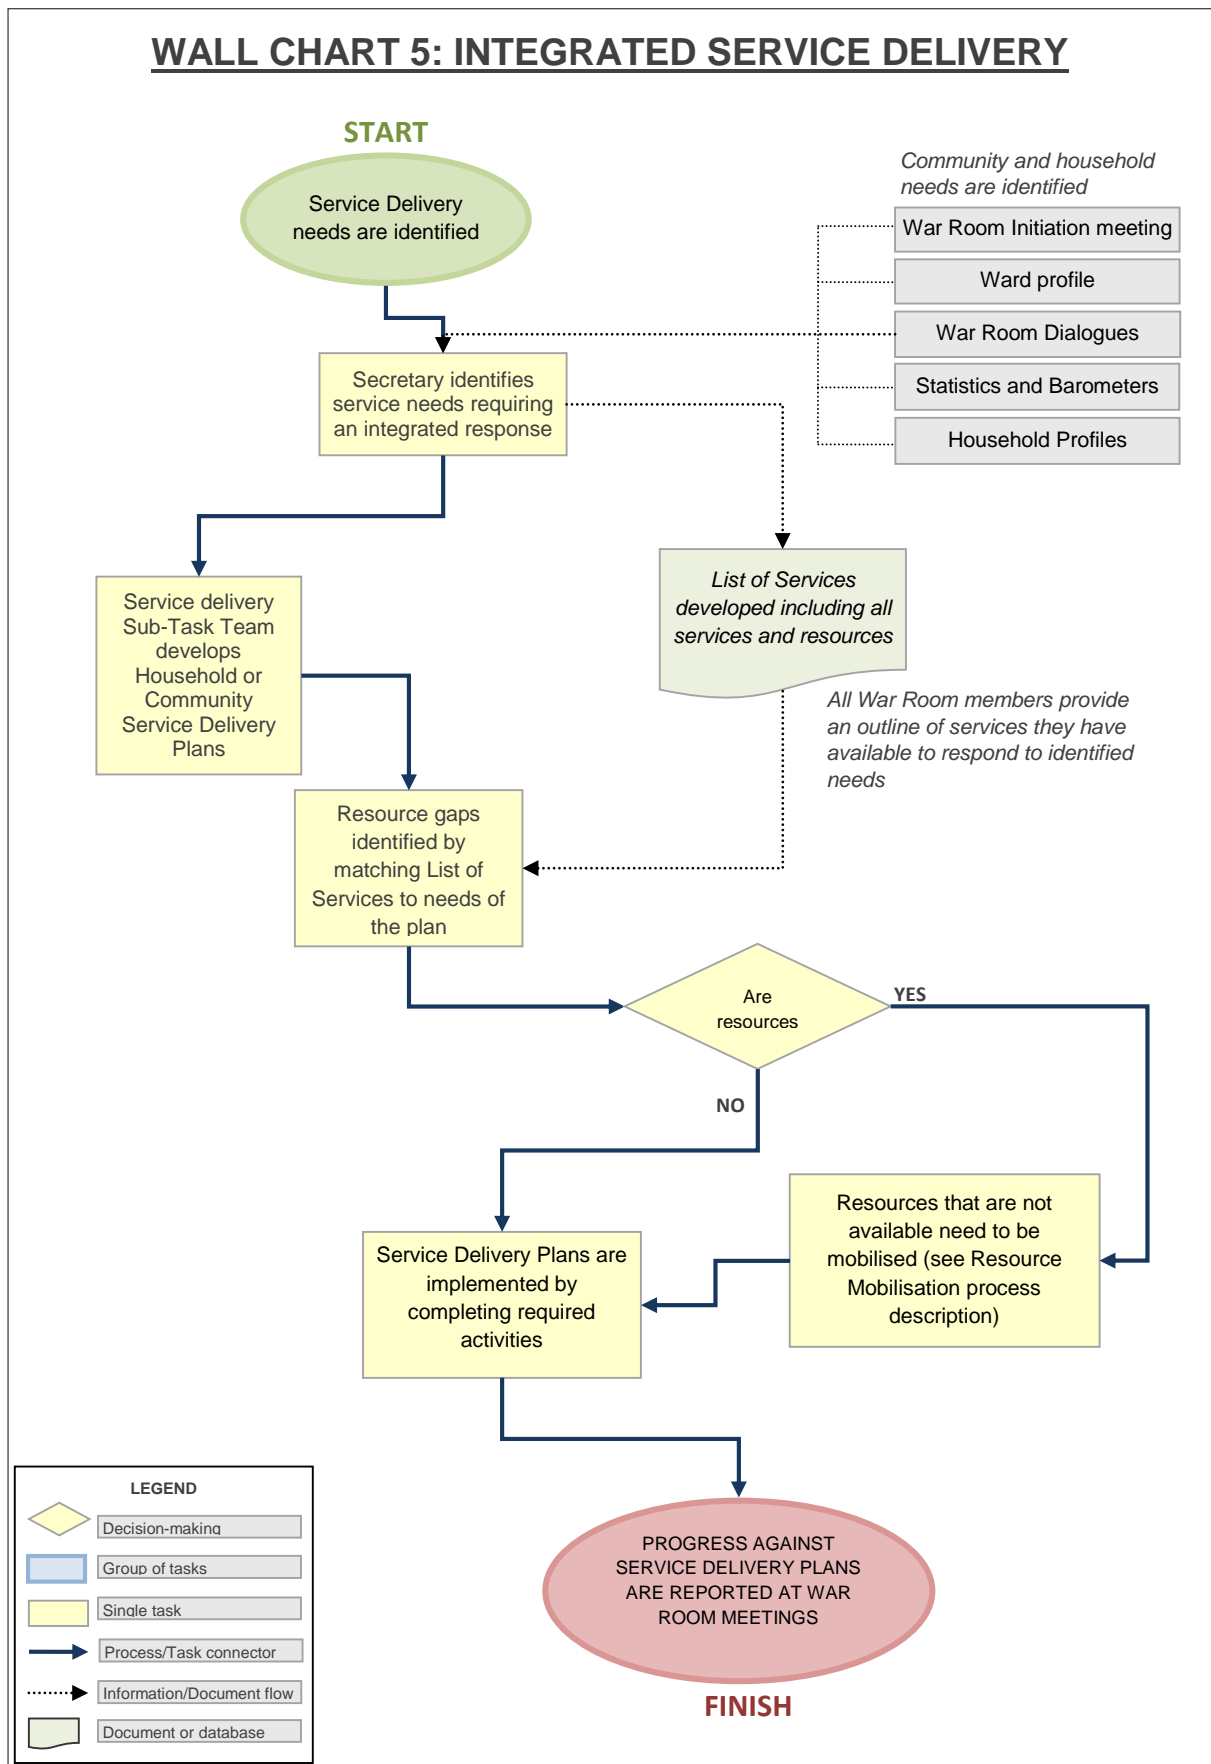 WALL CHART 5: INTEGRATED SERVICE DELIVERY
START
Service Delivery
needs are identified
Community and household
needs are identified
War Room Initiation meeting
Ward profile
War Room Dialogues
Statistics and Barometers
Household Profiles
Secretary identifies
service needs requiring
an integrated response
List of Services
developed including all
services and resources
Service delivery
Sub-Task Team
develops
Household or
Community
Service Delivery
Plans
All War Room members provide
an outline of services they have
available to respond to identified
needs
Resource gaps
identified by
matching List of
Services to needs of
the plan
Are
resources
YES
NO
Resources that are not
available need to be
mobilised (see Resource
Mobilisation process
description)
Service Delivery Plans are
implemented by
completing required
activities
PROGRESS AGAINST
SERVICE DELIVERY PLANS
ARE REPORTED AT WAR
ROOM MEETINGS
FINISH
LEGEND
Decision-making
Group of tasks
Single task
Process/Task connector
Information/Document flow
Document or database